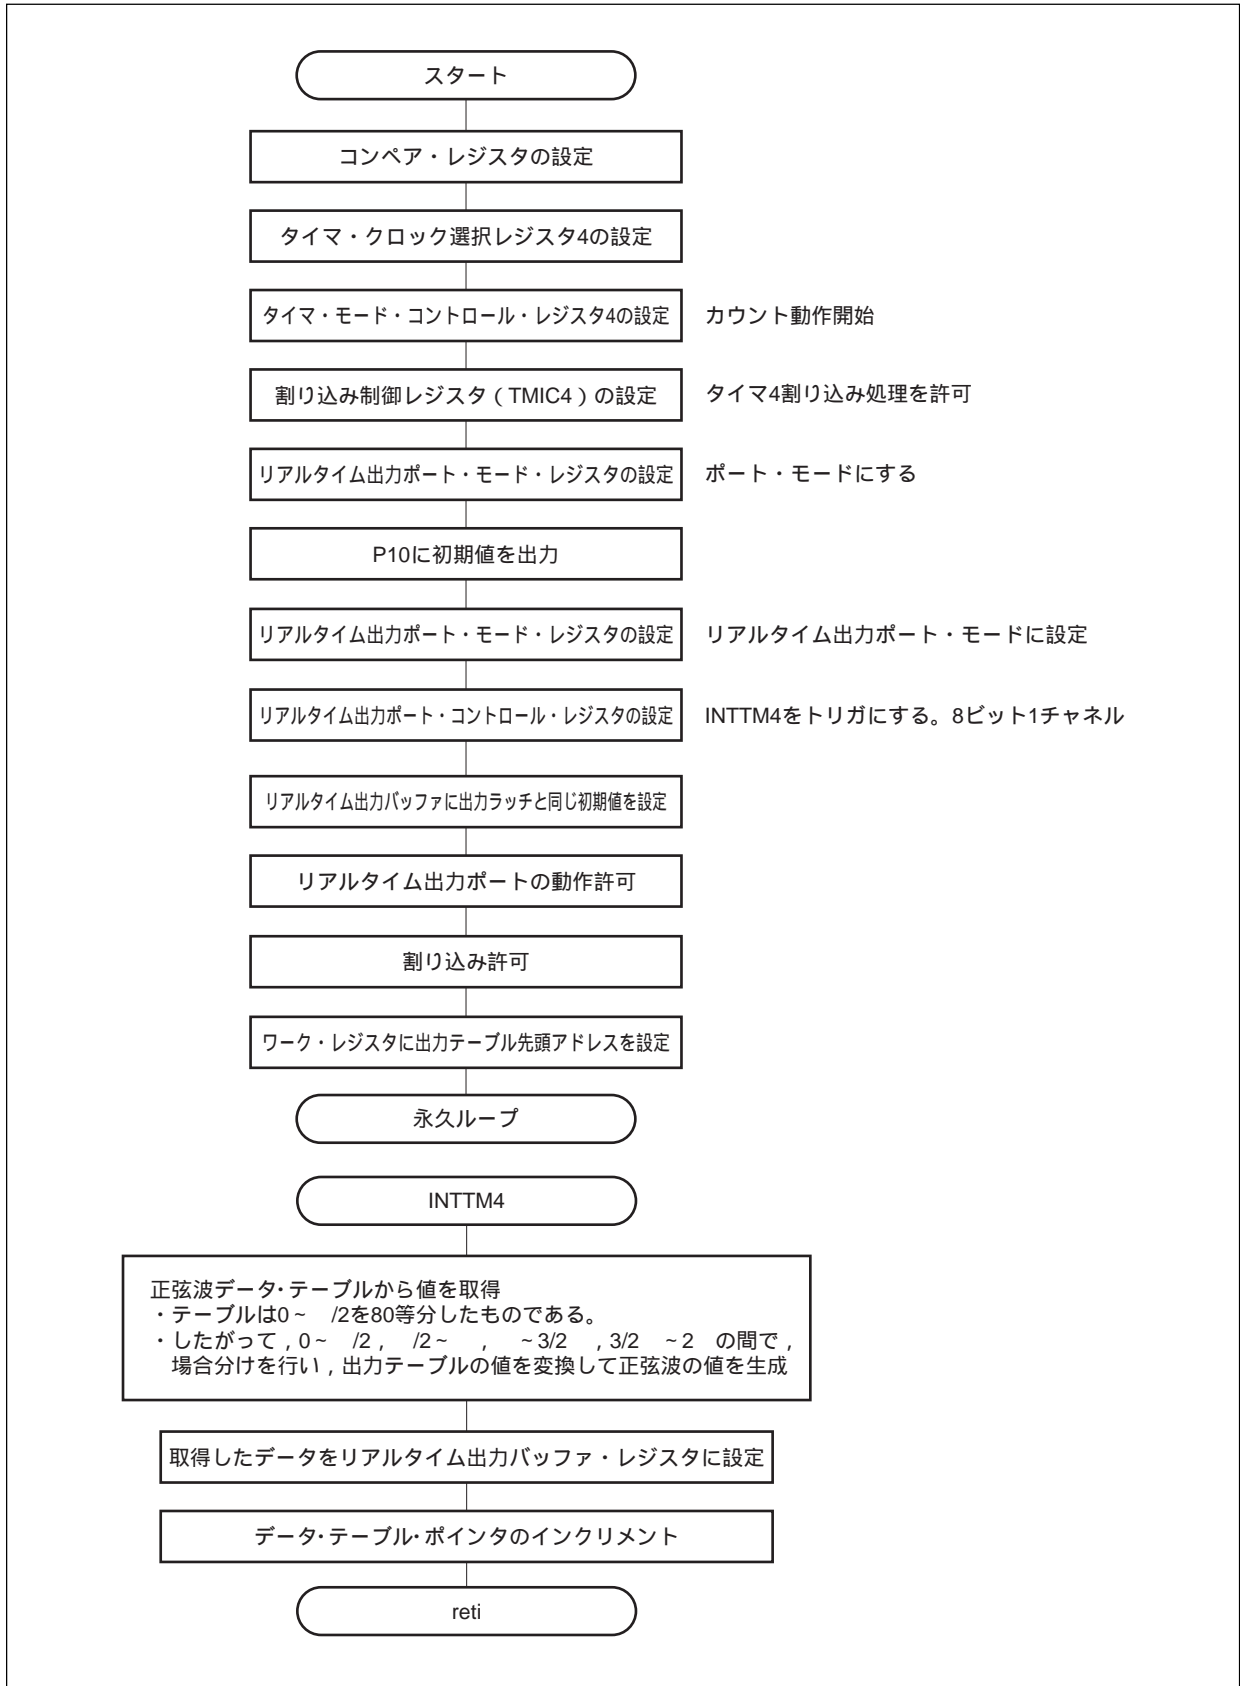 スタート
コンペア・レジスタの設定
タイマ・クロック選択レジスタ4の設定
タイマ・モード・コントロール・レジスタ4の設定 カウント動作開始
割り込み制御レジスタ（TMIC4）の設定 タイマ4割り込み処理を許可
リアルタイム出力ポート・モード・レジスタの設定 ポート・モードにする
P10に初期値を出力
リアルタイム出力ポート・モード・レジスタの設定 リアルタイム出力ポート・モードに設定
リアルタイム出力ポート・コントロール・レジスタの設定 INTTM4をトリガにする。8ビット1チャネル
リアルタイム出力バッファに出力ラッチと同じ初期値を設定
リアルタイム出力ポートの動作許可
割り込み許可
ワーク・レジスタに出力テーブル先頭アドレスを設定
永久ループ
INTTM4
正弦波データ・テーブルから値を取得
・テーブルは0～　/2を80等分したものである。
・したがって，0～　/2，　/2～　，　～3/2　，3/2　～2　の間で，
場合分けを行い，出力テーブルの値を変換して正弦波の値を生成
取得したデータをリアルタイム出力バッファ・レジスタに設定
データ・テーブル・ポインタのインクリメント
reti